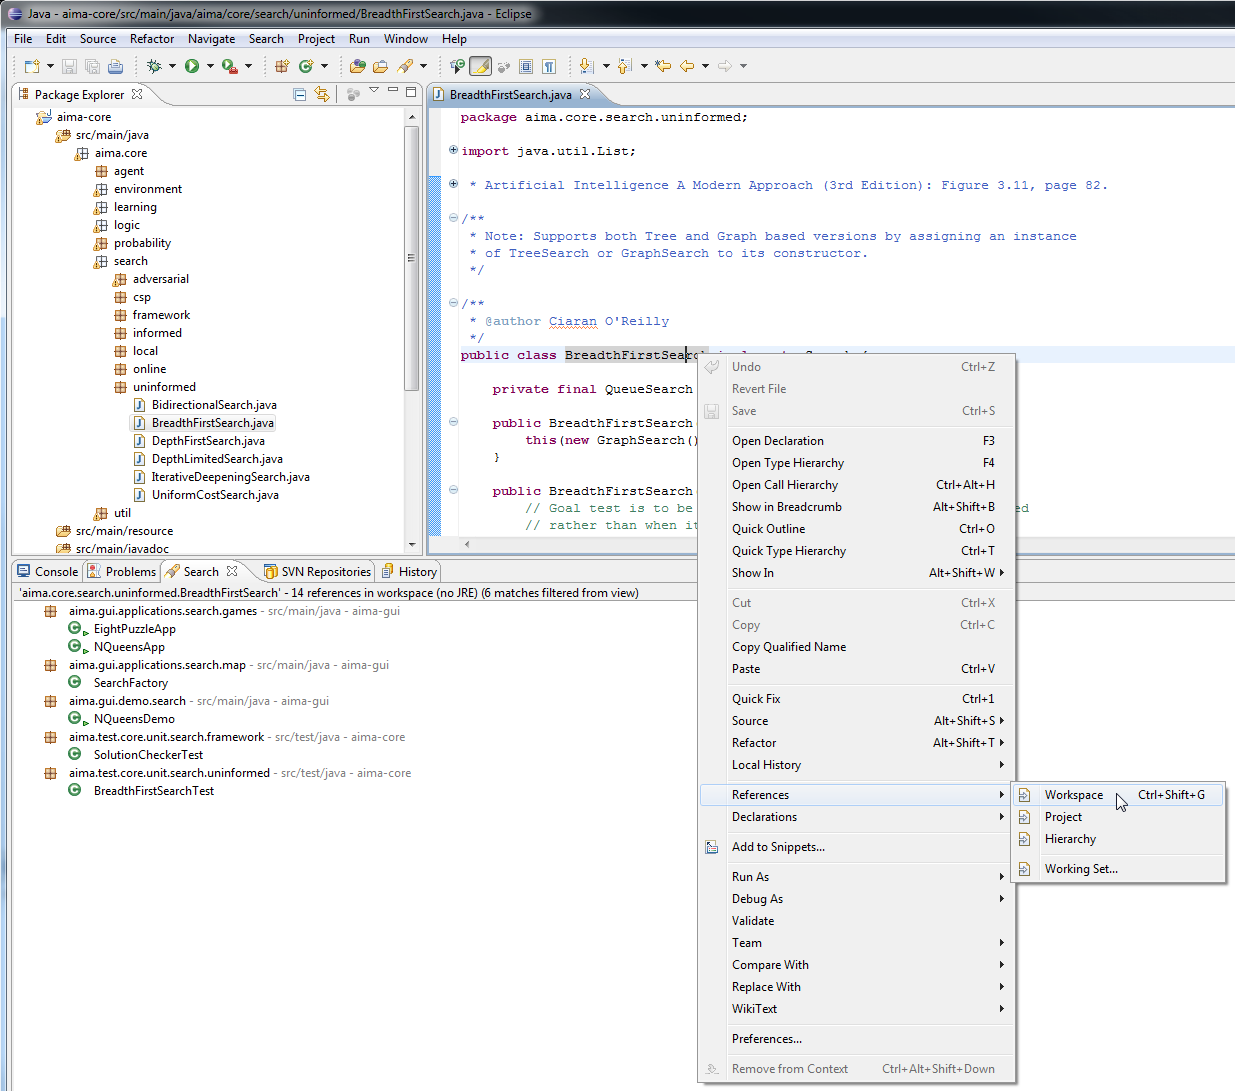 Java - aima-core/src/main/java/aima/core/search/uninformed/BreadthFirstSearch.java - Eclipse
File Edit Source Refactor Navigate Search Project Run Window Help
Package Explorer
aima-core
src/main/java
aima.core
agent
environment
learning
logic
probability
search
adversarial
csp
framework
informed
local
online
uninformed
BidirectionalSearch.java
BreadthFirstSearch.java
DepthFirstSearch.java
DepthLimitedSearch.java
IterativeDeepeningSearch.java
UniformCostSearch.java
util
src/main/resource
src/main/javadoc
BreadthFirstSearch.java
package aima.core.search.uninformed;
import java.util.List;
* Artificial Intelligence A Modern Approach (3rd Edition): Figure 3.11, page 82.
/**
* Note: Supports both Tree and Graph based versions by assigning an instance
* of TreeSearch or GraphSearch to its constructor.
*/
/**
* @author Ciaran O'Reilly
*/
public class BreadthFirstSearch
private final QueueSearch
public BreadthFirstSearch(
this(new GraphSearch()
}
public BreadthFirstSearch(
// Goal test is to be
// rather than when it
Undo Ctrl+Z
Revert File
Save Ctrl+S
Open Declaration F3
Open Type Hierarchy F4
Open Call Hierarchy Ctrl+Alt+H
Show in Breadcrumb Alt+Shift+B
Quick Outline Ctrl+O
Quick Type Hierarchy Ctrl+T
Show In Alt+Shift+W
Cut Ctrl+X
Copy Ctrl+C
Copy Qualified Name
Paste Ctrl+V
Quick Fix Ctrl+1
Source Alt+Shift+S
Refactor Alt+Shift+T
Local History
References
Declarations
Add to Snippets...
Run As
Debug As
Validate
Team
Compare With
Replace With
WikiText
Preferences...
Remove from Context Ctrl+Alt+Shift+Down
Workspace Ctrl+Shift+G
Project
Hierarchy
Working Set...
Console Problems Search SVN Repositories History
'aima.core.search.uninformed.BreadthFirstSearch' - 14 references in workspace (no JRE) (6 matches filtered from view)
aima.gui.applications.search.games - src/main/java - aima-gui
EightPuzzleApp
NQueensApp
aima.gui.applications.search.map - src/main/java - aima-gui
SearchFactory
aima.gui.demo.search - src/main/java - aima-gui
NQueensDemo
aima.test.core.unit.search.framework - src/test/java - aima-core
SolutionCheckerTest
aima.test.core.unit.search.uninformed - src/test/java - aima-core
BreadthFirstSearchTest